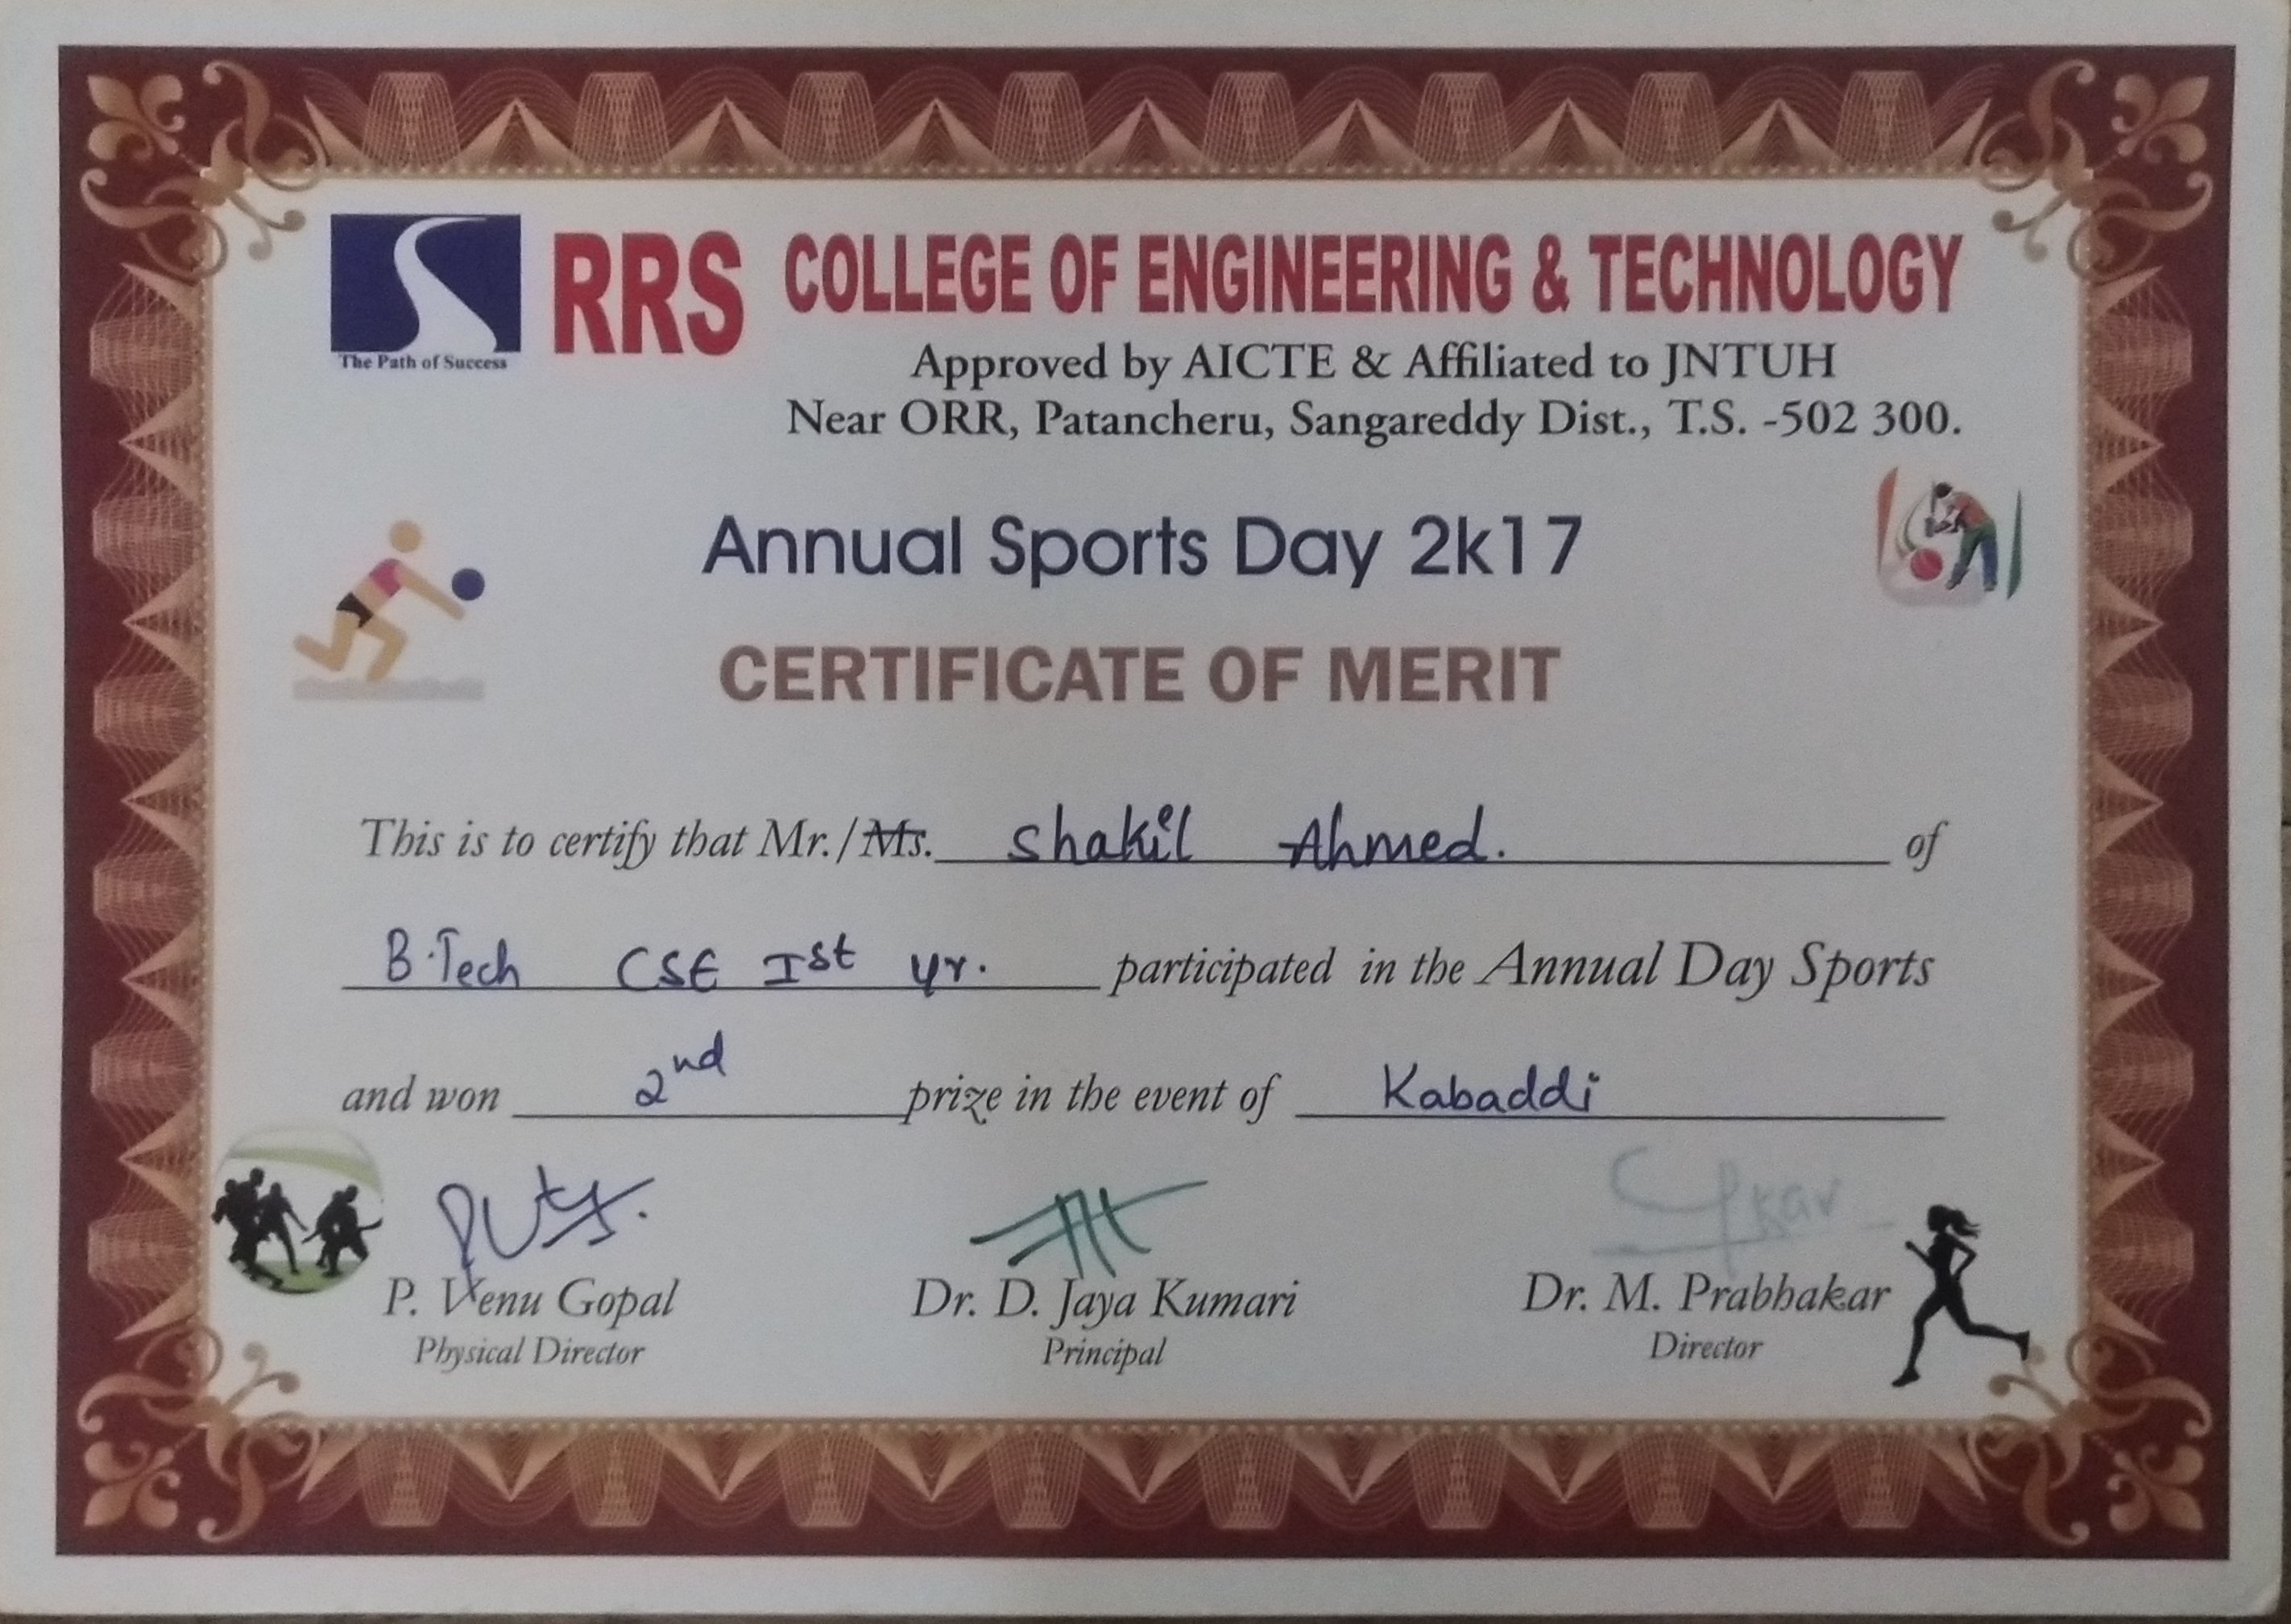 RRS COLLEGE OF ENGINEERING & TECHNOLOGY
The Path of Success
Approved by AICTE & Affiliated to JNTUH
Near ORR, Patancheru, Sangareddy Dist., T.S. -502 300.
Annual Sports Day 2k17
CERTIFICATE OF MERIT
This is to certify that Mr./Ms. Shakil Ahmed. of
B.Tech CSE Ist yr. participated in the Annual Day Sports
and won 2nd prize in the event of Kabaddi
P. Venu Gopal Dr. D. Jaya Kumari Dr. M. Prabhakar
Physical Director Principal Director